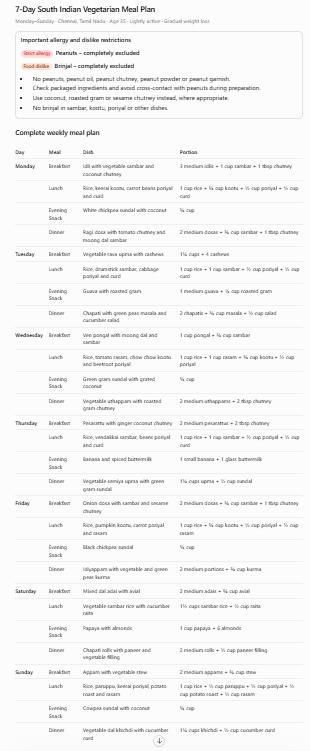 7-Day South Indian Vegetarian Meal Plan
Monday–Sunday · Chennai, Tamil Nadu · Age 35 · Lightly active · Gradual weight
loss
Important allergy and dislike restrictions
Strict allergy Peanuts – completely excluded
Food dislike Brinjal – completely excluded
No peanuts, peanut oil, peanut chutney, peanut powder or peanut garnish.
Check packaged ingredients and avoid cross-contact with peanuts during preparation.
Use coconut, roasted gram or sesame chutney instead, where appropriate.
No brinjal in sambar, kootu, poriyal or other dishes.
Complete weekly meal plan
Day Meal Dish Portion
Monday Breakfast Idli with vegetable sambar and 3 medium idlis + 1 cup sambar + 1 tbsp chutney
coconut chutney
Lunch Rice, keerai kootu, carrot beans poriyal 1 cup rice + ¾ cup kootu + ½ cup poriyal + ½ cup
and curd curd
Evening White chickpea sundal with coconut ¾ cup
Snack
Dinner Ragi dosa with tomato chutney and 2 medium dosas + ¾ cup sambar + 1 tbsp chutney
moong dal sambar
Tuesday Breakfast Vegetable rava upma with cashews 1¼ cups + 4 cashews
Lunch Rice, drumstick sambar, cabbage 1 cup rice + 1 cup sambar + ½ cup poriyal + ½ cup
poriyal and curd curd
Evening Guava with roasted gram 1 medium guava + ¼ cup roasted gram
Snack
Dinner Chapati with green peas masala and 2 chapatis + ¾ cup masala + ½ cup salad
cucumber salad
Wednesday Breakfast Ven pongal with moong dal and 1 cup pongal + ¾ cup sambar
sambar
Lunch Rice, tomato rasam, chow chow kootu 1 cup rice + 1 cup rasam + ¾ cup kootu + ½ cup
and beetroot poriyal poriyal
Evening Green gram sundal with grated ¾ cup
Snack coconut
Dinner Vegetable uthappam with roasted 2 medium uthappams + 2 tbsp chutney
gram chutney
Thursday Breakfast Pesarattu with ginger coconut chutney 2 medium pesarattus + 2 tbsp chutney
Lunch Rice, vendakkai sambar, beans poriyal 1 cup rice + 1 cup sambar + ½ cup poriyal + ½ cup
and curd curd
Evening Banana and spiced buttermilk 1 small banana + 1 glass buttermilk
Snack
Dinner Vegetable semiya upma with green 1¼ cups upma + ½ cup sundal
gram sundal
Friday Breakfast Onion dosa with sambar and sesame 2 medium dosas + ¾ cup sambar + 1 tbsp chutney
chutney
Lunch Rice, pumpkin kootu, carrot poriyal 1 cup rice + ¾ cup kootu + ½ cup poriyal + ½ cup
and rasam rasam
Evening Black chickpea sundal ¾ cup
Snack
Dinner Idiyappam with vegetable and green 2 medium portions + ¾ cup kurma
peas kurma
Saturday Breakfast Mixed dal adai with avial 2 medium adais + ¾ cup avial
Lunch Vegetable sambar rice with cucumber 1½ cups sambar rice + ½ cup raita
raita
Evening Papaya with almonds 1 cup papaya + 6 almonds
Snack
Dinner Chapati rolls with paneer and 2 medium rolls + ½ cup paneer filling
vegetable filling
Sunday Breakfast Appam with vegetable stew 2 medium appams + ¾ cup stew
Lunch Rice, paruppu, keerai poriyal, potato 1 cup rice + ½ cup paruppu + ½ cup poriyal + ½
roast and rasam cup potato roast + ½ cup rasam
Evening Cowpea sundal with coconut ¾ cup
Snack
Dinner Vegetable dal khichdi with cucumber 1¼ cups khichdi + ½ cup cucumber curd
curd